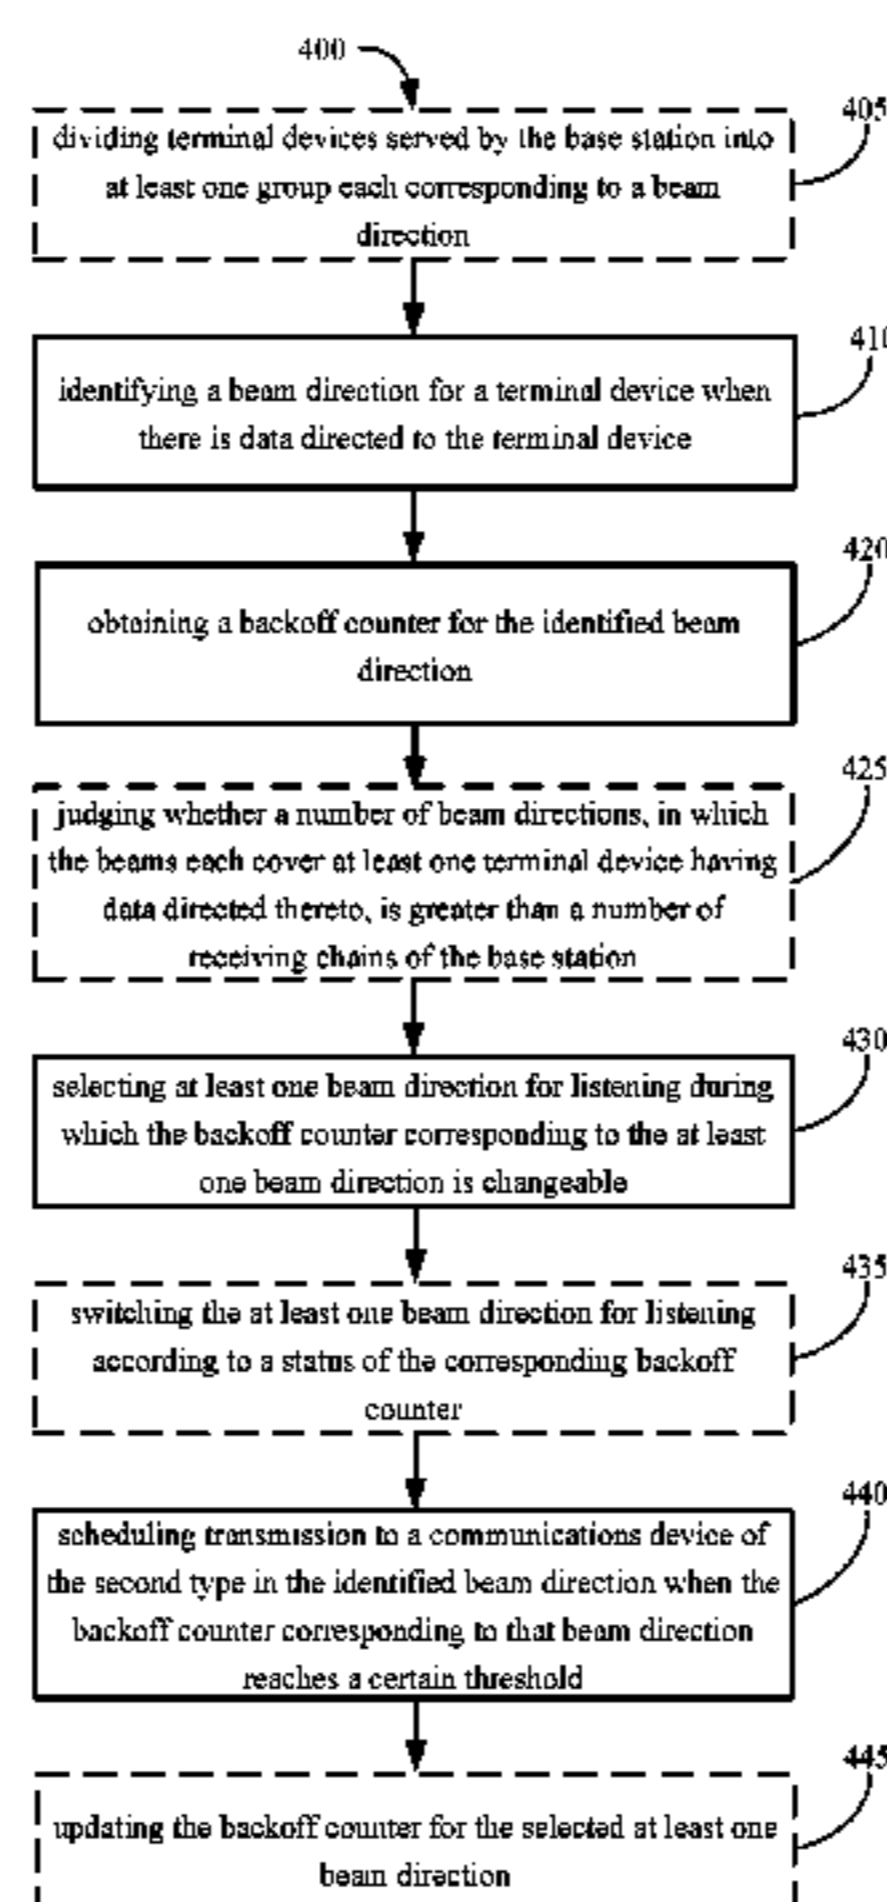 400
405
dividing terminal devices served by the base station into
at least one group each corresponding to a beam
direction
410
identifying a beam direction for a terminal device when
there is data directed to the terminal device
420
obtaining a backoff counter for the identified beam
direction
425
judging whether a number of beam directions, in which
the beams each cover at least one terminal device having
data directed thereto, is greater than a number of
receiving chains of the base station
430
selecting at least one beam direction for listening during
which the backoff counter corresponding to the at least
one beam direction is changeable
435
switching the at least one beam direction for listening
according to a status of the corresponding backoff
counter
440
scheduling transmission to a communications device of
the second type in the identified beam direction when the
backoff counter corresponding to that beam direction
reaches a certain threshold
445
updating the backoff counter for the selected at least one
beam direction